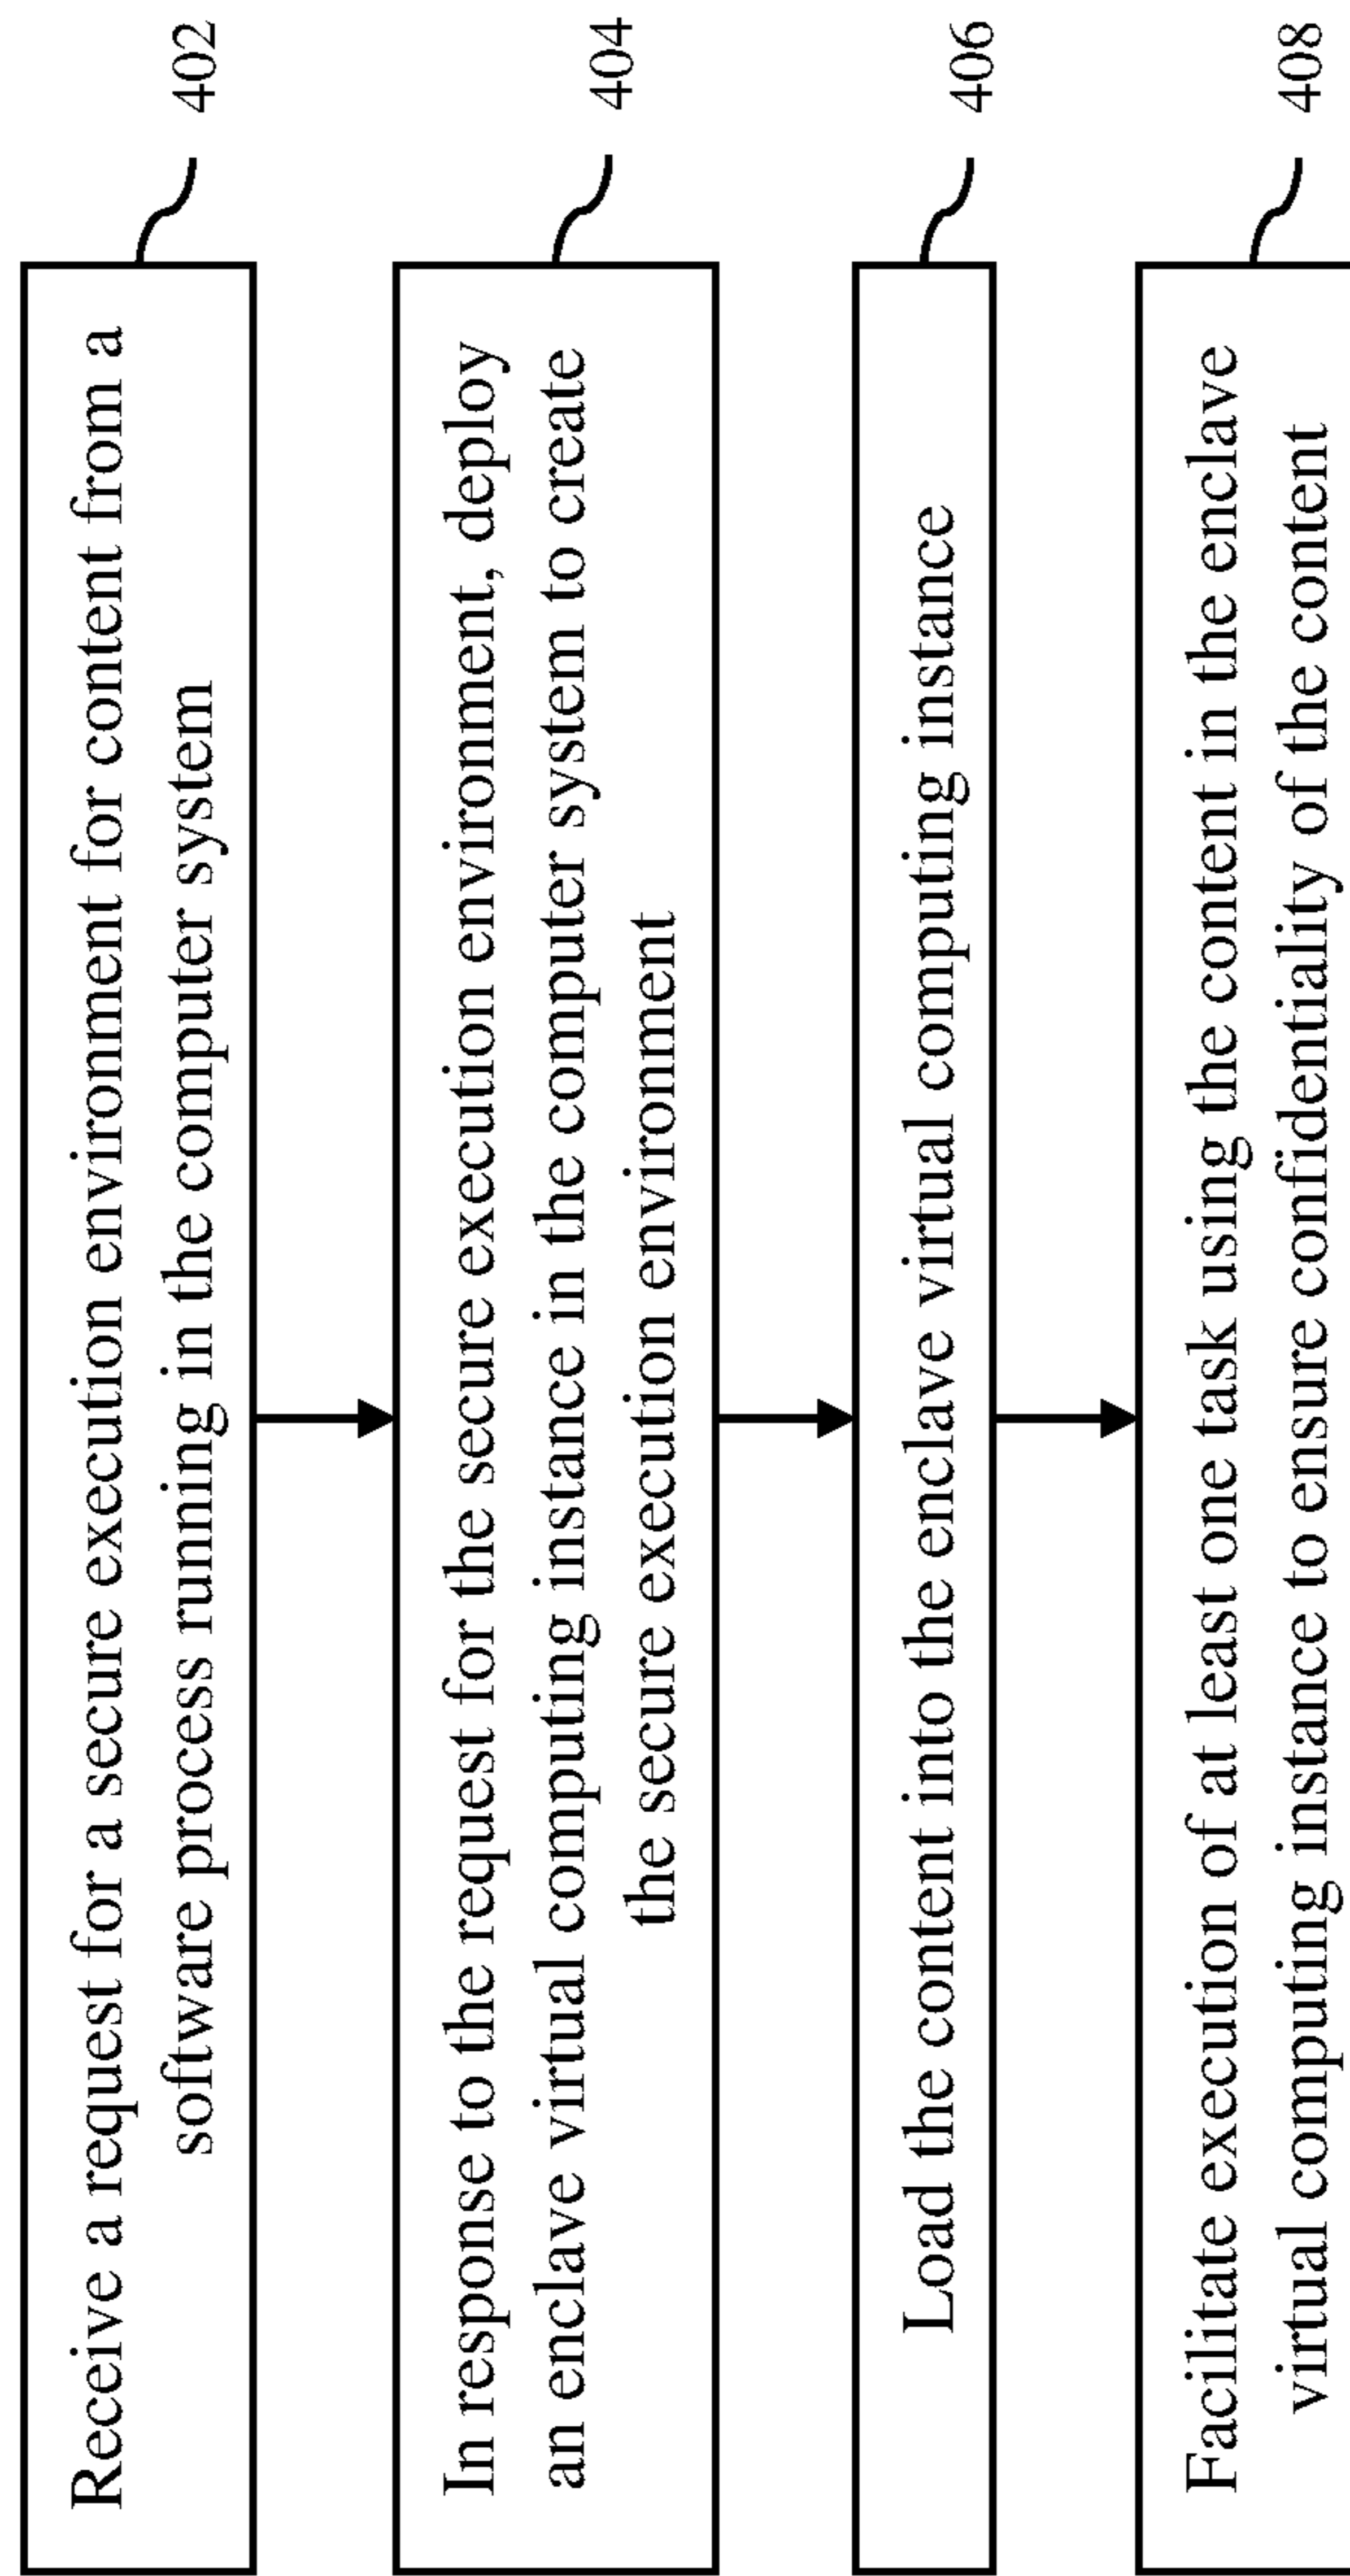 Receive a request for a secure execution environment for content from a
software process running in the computer system
402
In response to the request for the secure execution environment, deploy
an enclave virtual computing instance in the computer system to create
the secure execution environment
404
Load the content into the enclave virtual computing instance
406
Facilitate execution of at least one task using the content in the enclave
virtual computing instance to ensure confidentiality of the content
408